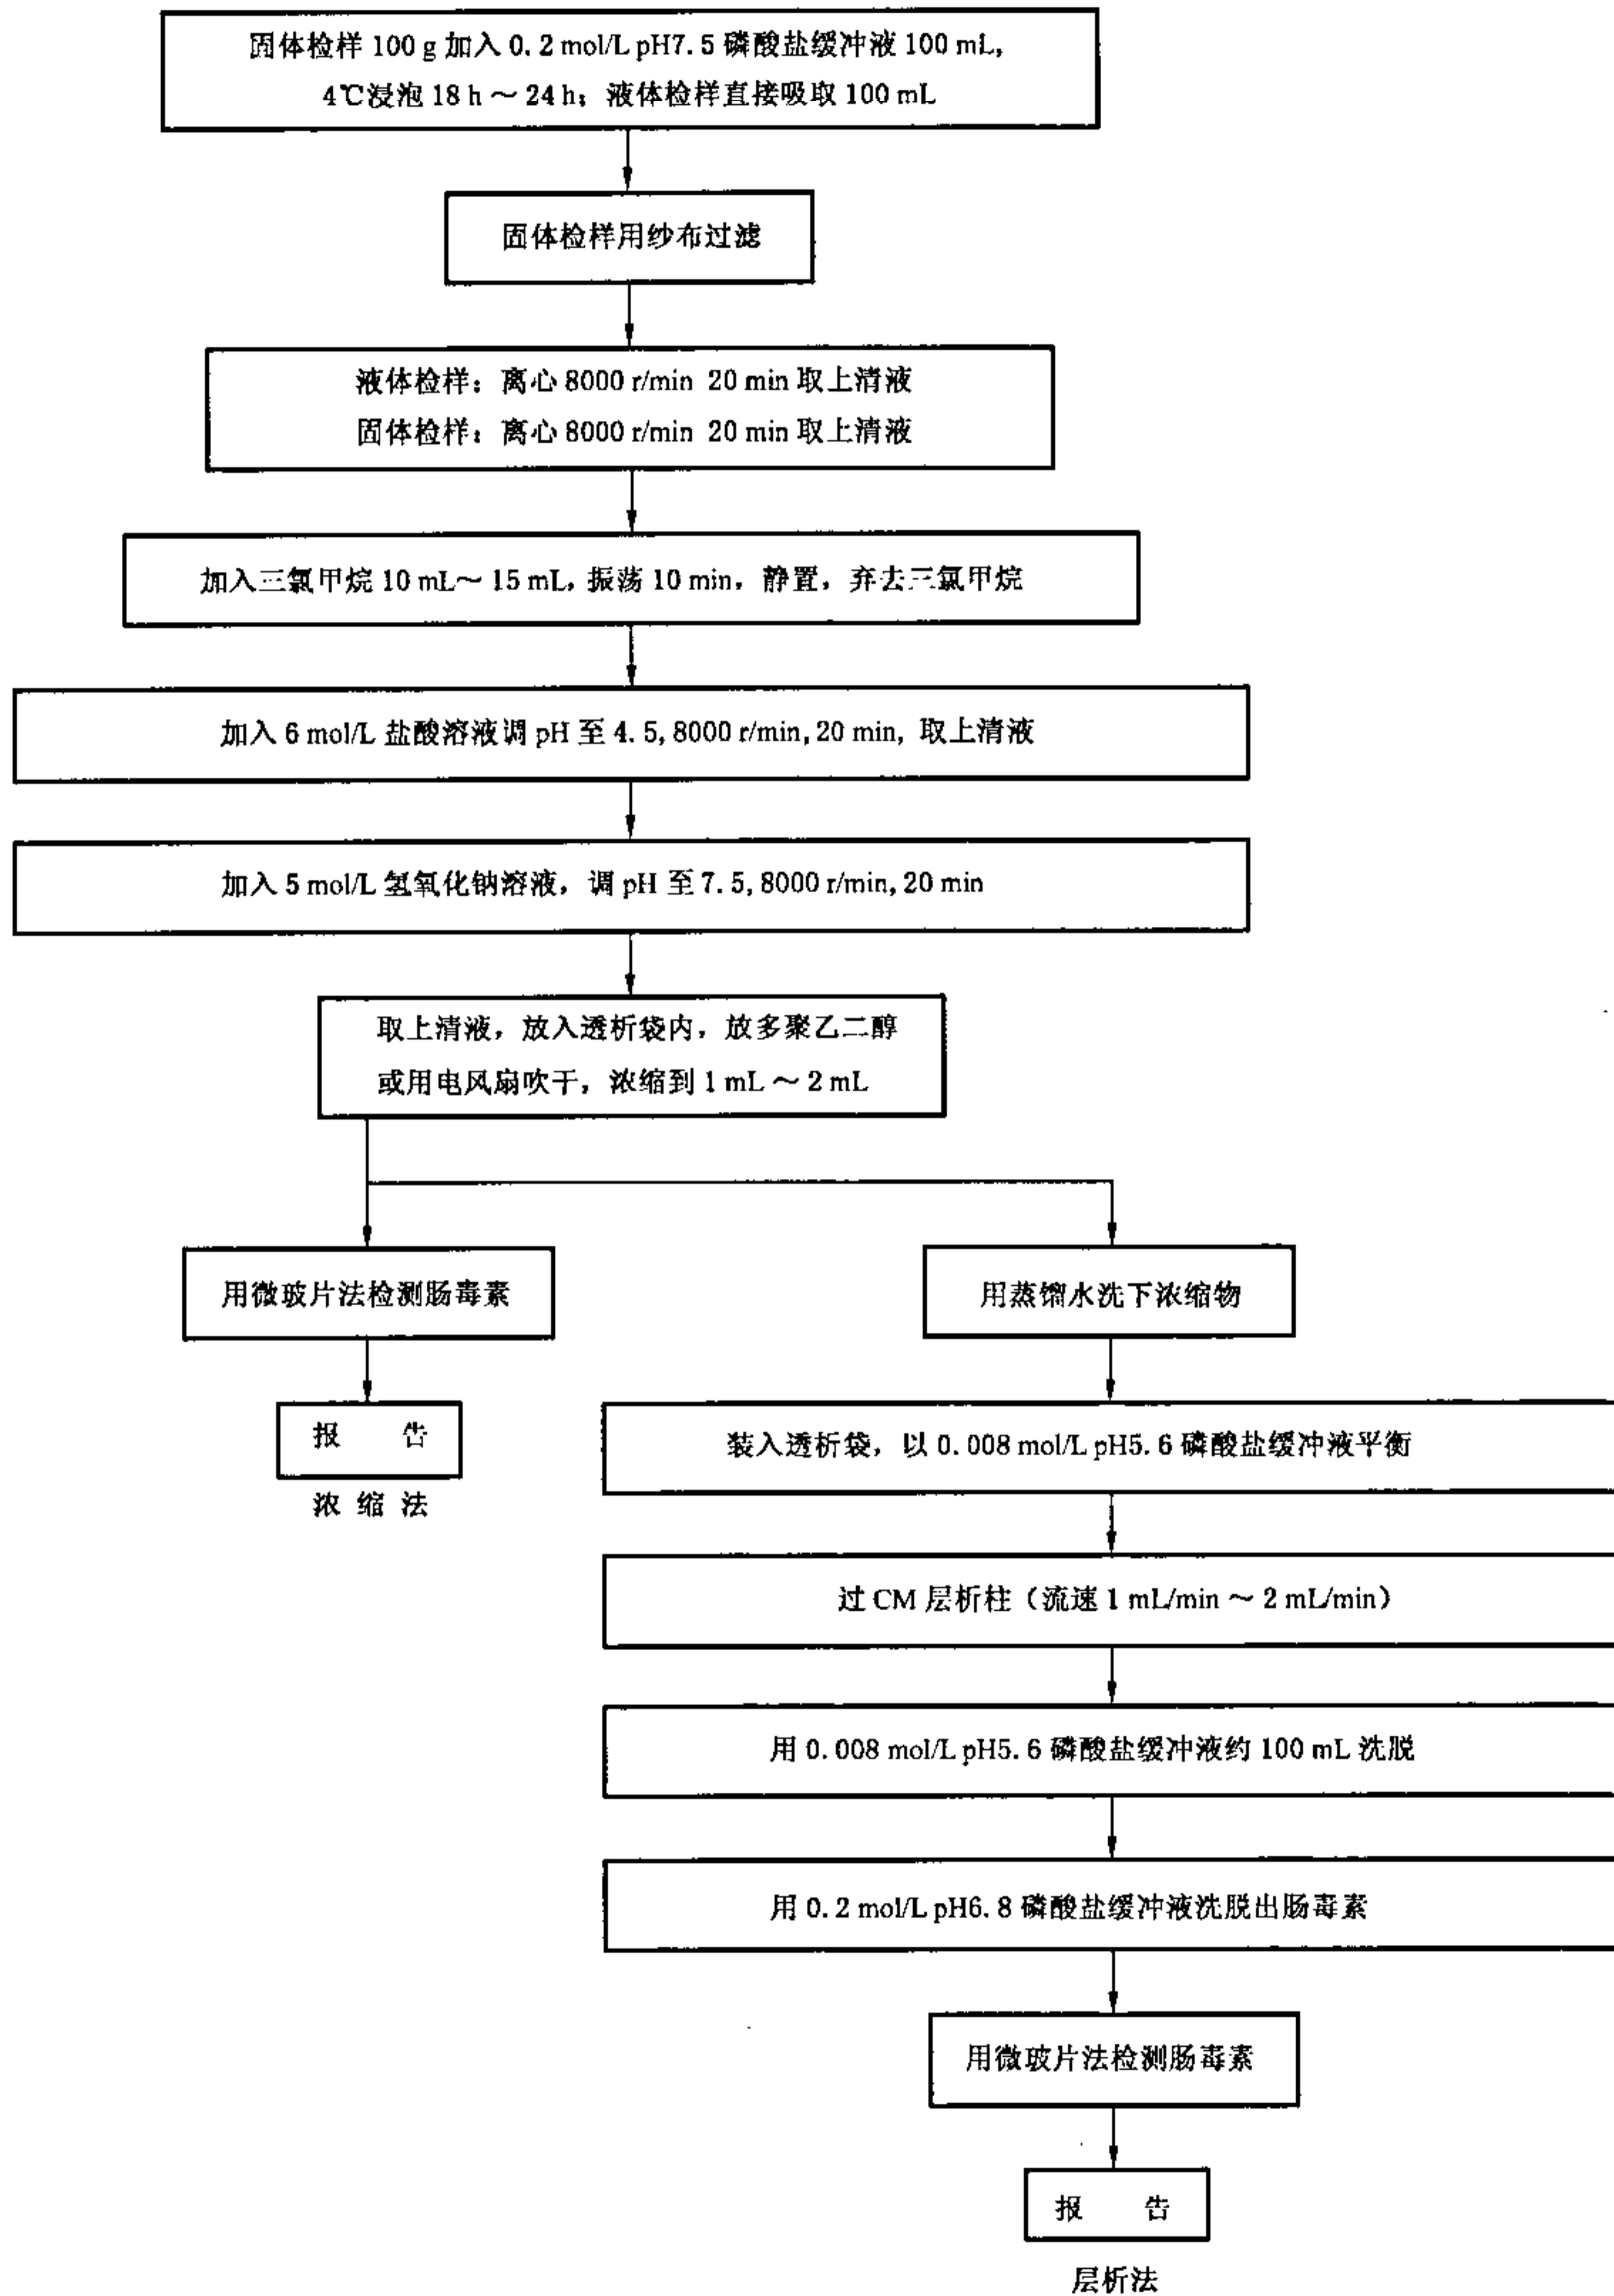 固体检样 100 g 加入 0.2 mol/L pH7.5 磷酸盐缓冲液 100 mL,
4℃浸泡 18 h～24 h；液体检样直接吸取 100 mL
固体检样用纱布过滤
液体检样：离心 8000 r/min 20 min 取上清液
固体检样：离心 8000 r/min 20 min 取上清液
加入三氯甲烷 10 mL～15 mL, 振荡 10 min，静置，弃去三氯甲烷
加入 6 mol/L 盐酸溶液调 pH 至 4.5, 8000 r/min, 20 min, 取上清液
加入 5 mol/L 氢氧化钠溶液，调 pH 至 7.5, 8000 r/min, 20 min
取上清液，放入透析袋内，放多聚乙二醇
或用电风扇吹干，浓缩到 1 mL～2 mL
用微玻片法检测肠毒素
报 告
浓 缩 法
用蒸馏水洗下浓缩物
装入透析袋，以 0.008 mol/L pH5.6 磷酸盐缓冲液平衡
过 CM 层析柱（流速 1 mL/min～2 mL/min）
用 0.008 mol/L pH5.6 磷酸盐缓冲液约 100 mL 洗脱
用 0.2 mol/L pH6.8 磷酸盐缓冲液洗脱出肠毒素
用微玻片法检测肠毒素
报 告
层析法